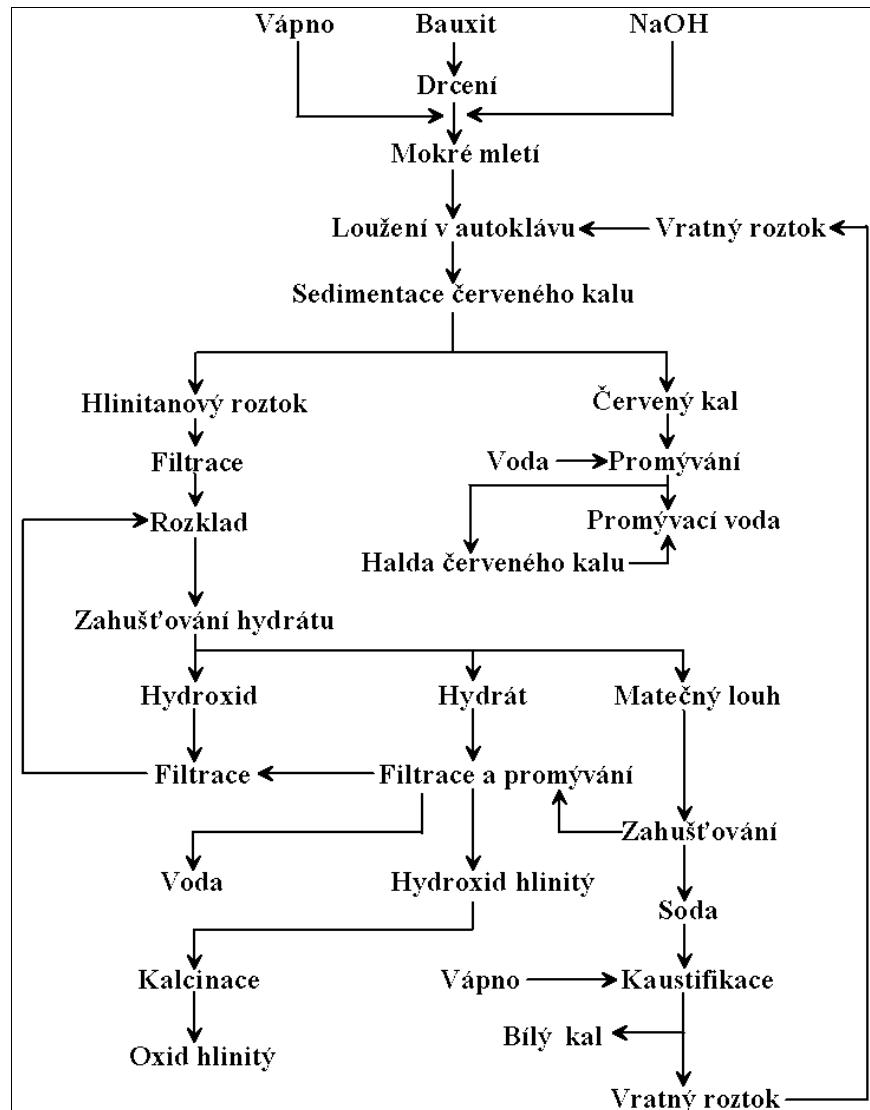 Vápno Bauxit NaOH
Drcení
Mokré mletí
Loužení v autoklávu Vratný roztok
Sedimentace červeného kalu
Hlinitanový roztok Červený kal
Filtrace Voda Promývání
Rozklad Promývací voda
Halda červeného kalu
Zahušťování hydrátu
Hydroxid Hydrát Matečný louh
Filtrace Filtrace a promývání
Zahušťování
Voda Hydroxid hlinitý
Soda
Kalcinace Vápno Kaustifikace
Bílý kal
Oxid hlinitý
Vratný roztok